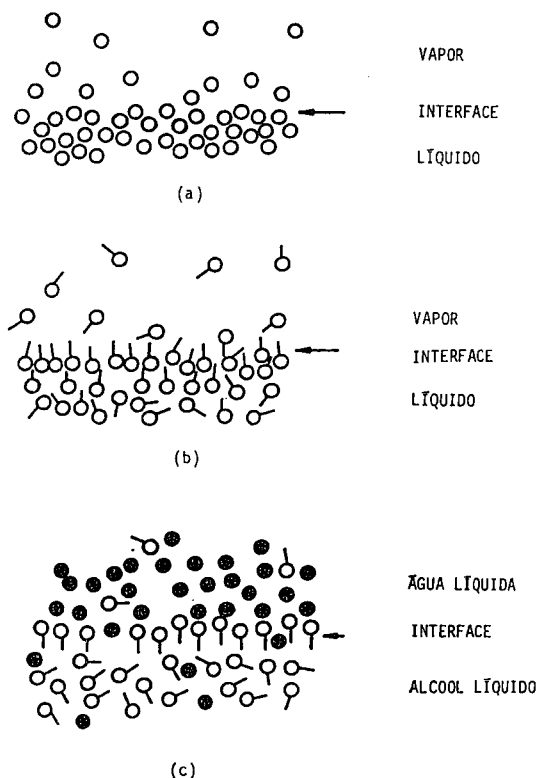 VAPOR
INTERFACE
LÍQUIDO
(a)
VAPOR
INTERFACE
LÍQUIDO
(b)
ÁGUA LÍQUIDA
INTERFACE
ALCOOL LÍQUIDO
(c)